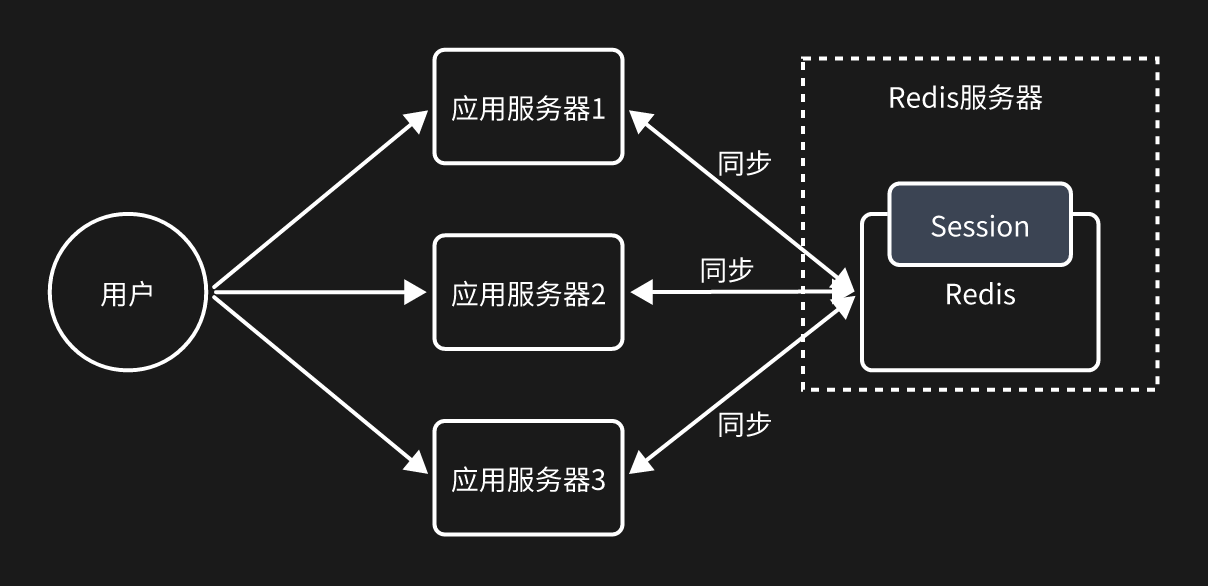 应用服务器1
Redis服务器
同步
Session
同步
用户
应用服务器2
Redis
同步
应用服务器3